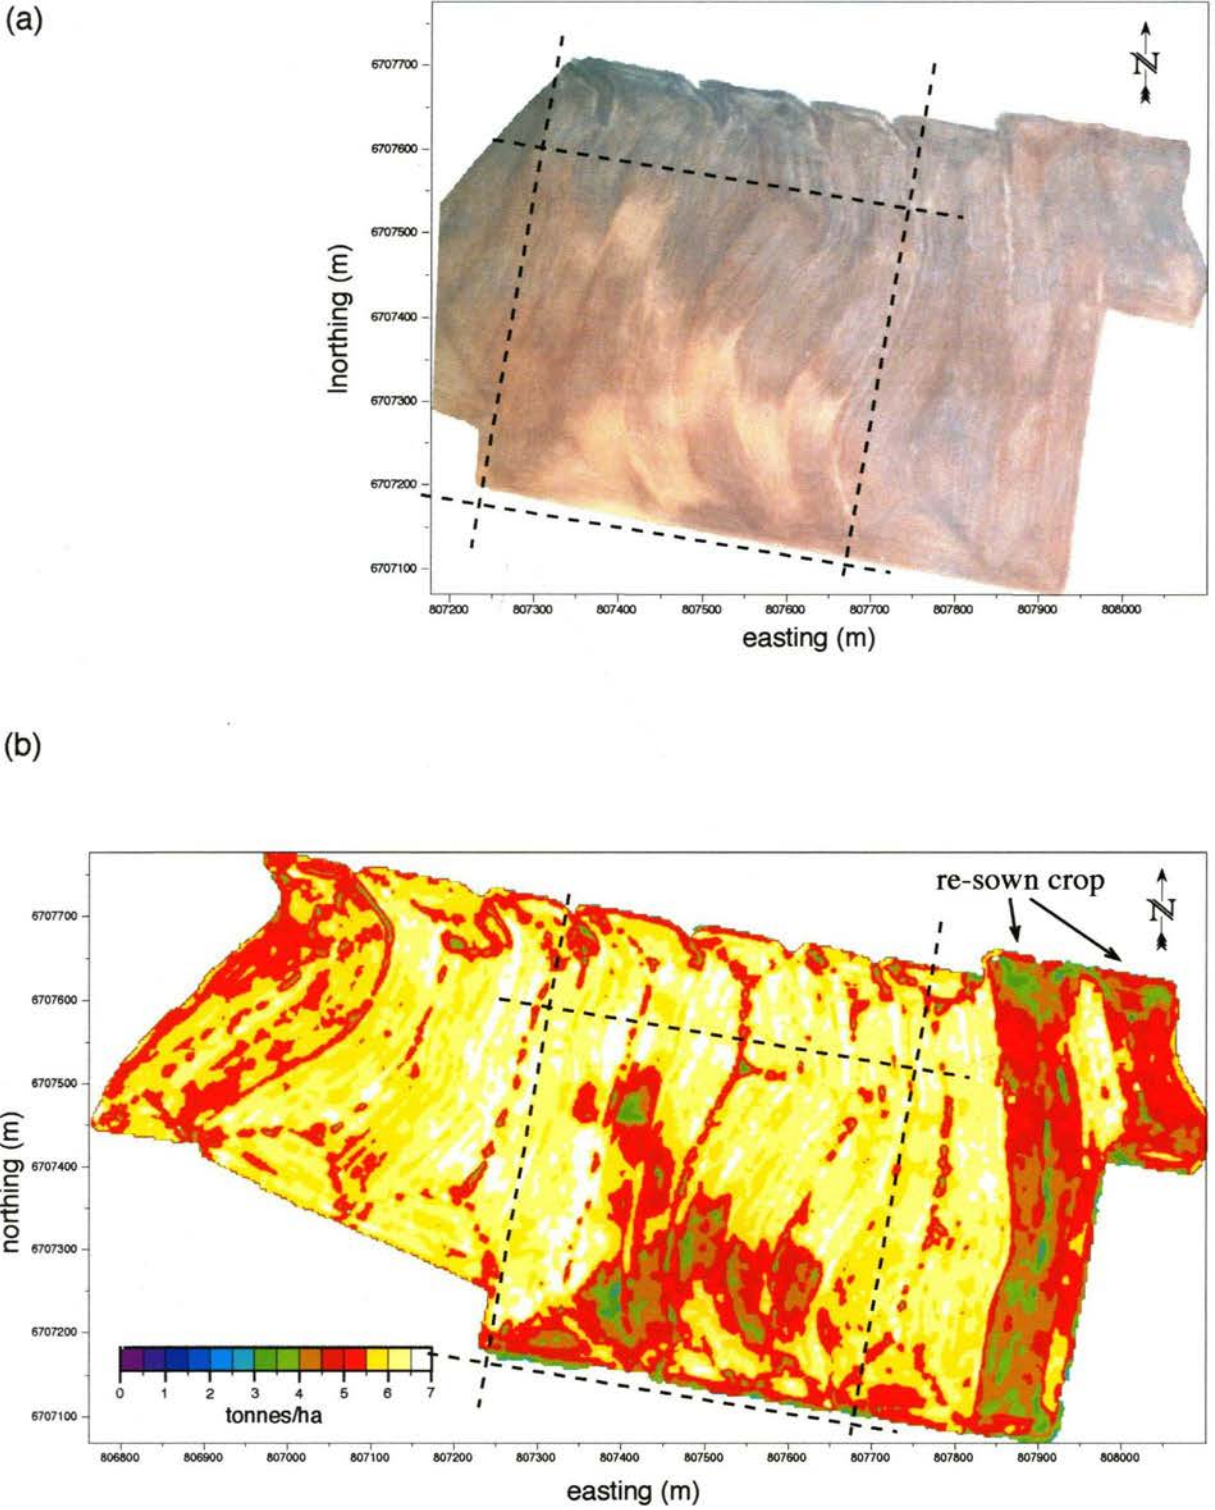 (a)
N
6707700
6707600
6707500
6707400
6707300
6707200
6707100
lnorthing (m)
807200 807300 807400 807500 807600 807700 807800 807900 808000
easting (m)
(b)
re-sown crop
N
6707700
6707600
6707500
6707400
6707300
6707200
6707100
northing (m)
0 1 2 3 4 5 6 7
tonnes/ha
806800 806900 807000 807100 807200 807300 807400 807500 807600 807700 807800 807900 808000
easting (m)